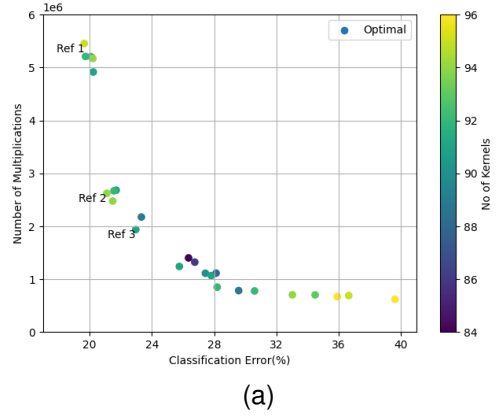 1e6
Optimal
6
5
4
3
2
1
0
Number of Multiplications
Ref 1
Ref 2
Ref 3
20 24 28 32 36 40
Classification Error(%)
96
94
92
90
88
86
84
No of Kernels
(a)